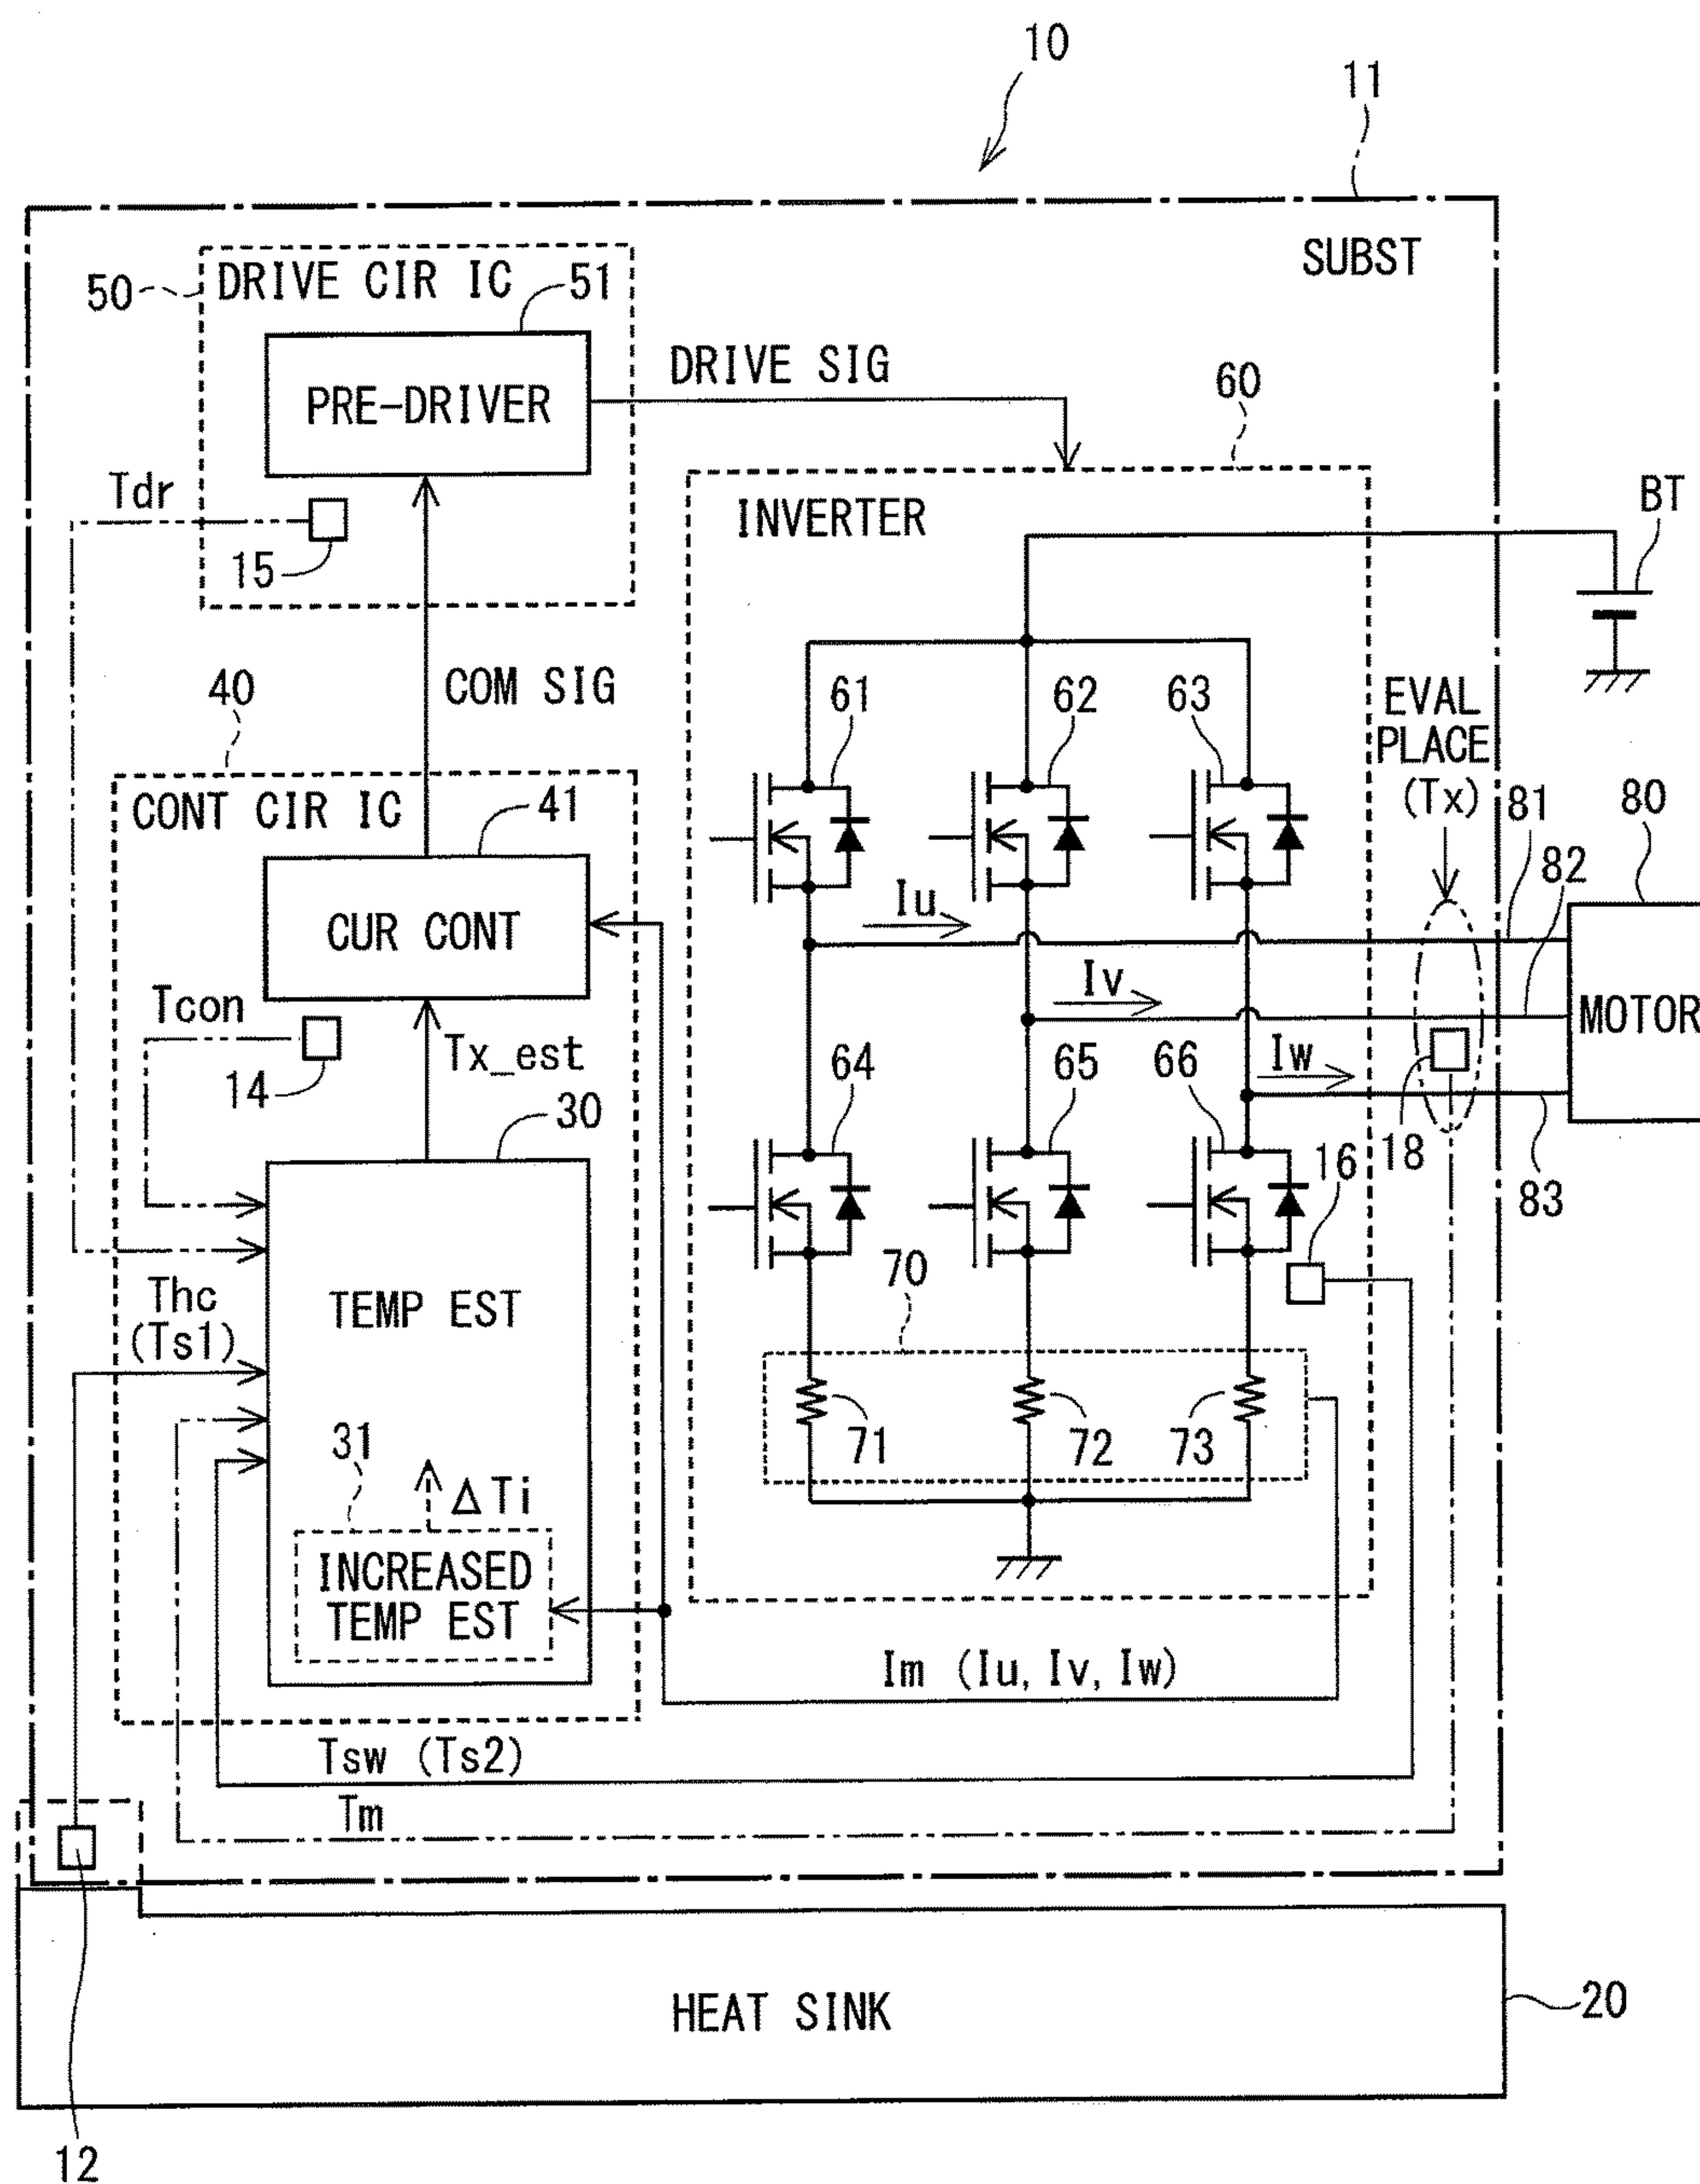 10
11
SUBST
50
DRIVE CIR IC
51
PRE-DRIVER
DRIVE SIG
60
Tdr
15
INVERTER
BT
40
COM SIG
61
62
63
EVAL
PLACE
(Tx)
CONT CIR IC
41
81
80
82
CUR CONT
Iu
Iv
MOTOR
Tcon
14
Tx_est
Iw
64
65
66
18
30
16
83
Thc
(Ts1)
TEMP EST
70
31
ΔTi
71
72
73
INCREASED
TEMP EST
Im (Iu, Iv, Iw)
Tsw (Ts2)
Tm
HEAT SINK
20
12